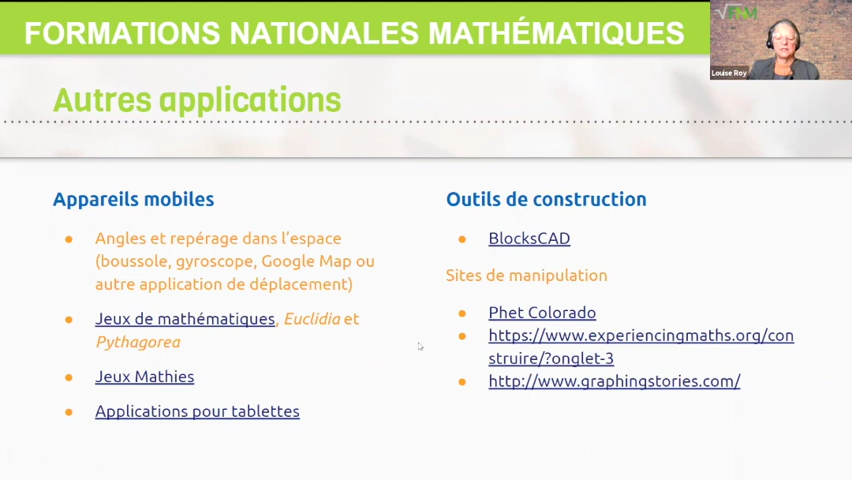 FORMATIONS NATIONALES MATHÉMATIQUES
Louise Roy
Autres applications
Appareils mobiles
● Angles et repérage dans l'espace
(boussole, gyroscope, Google Map ou
autre application de déplacement)
● Jeux de mathématiques, Euclidia et
Pythagorea
● Jeux Mathies
● Applications pour tablettes
Outils de construction
● BlocksCAD
Sites de manipulation
● Phet Colorado
● https://www.experiencingmaths.org/con
struire/?onglet-3
● http://www.graphingstories.com/